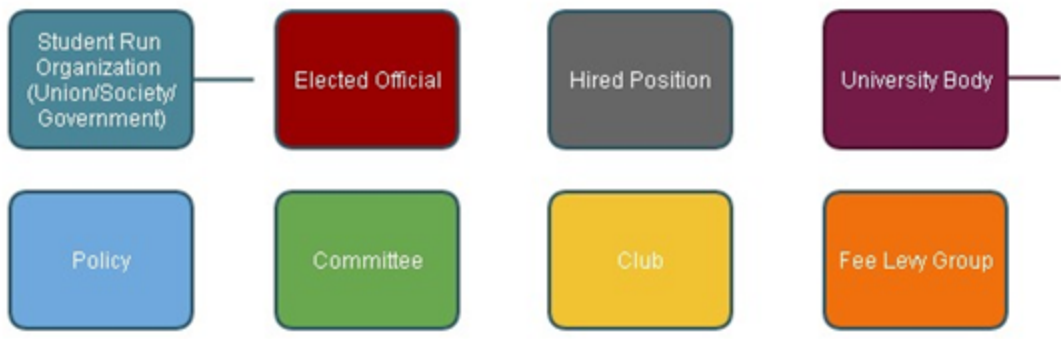 Student Run
Organization
(Union/Society/
Government)
Elected Official
Hired Position
University Body
Policy
Committee
Club
Fee Levy Group